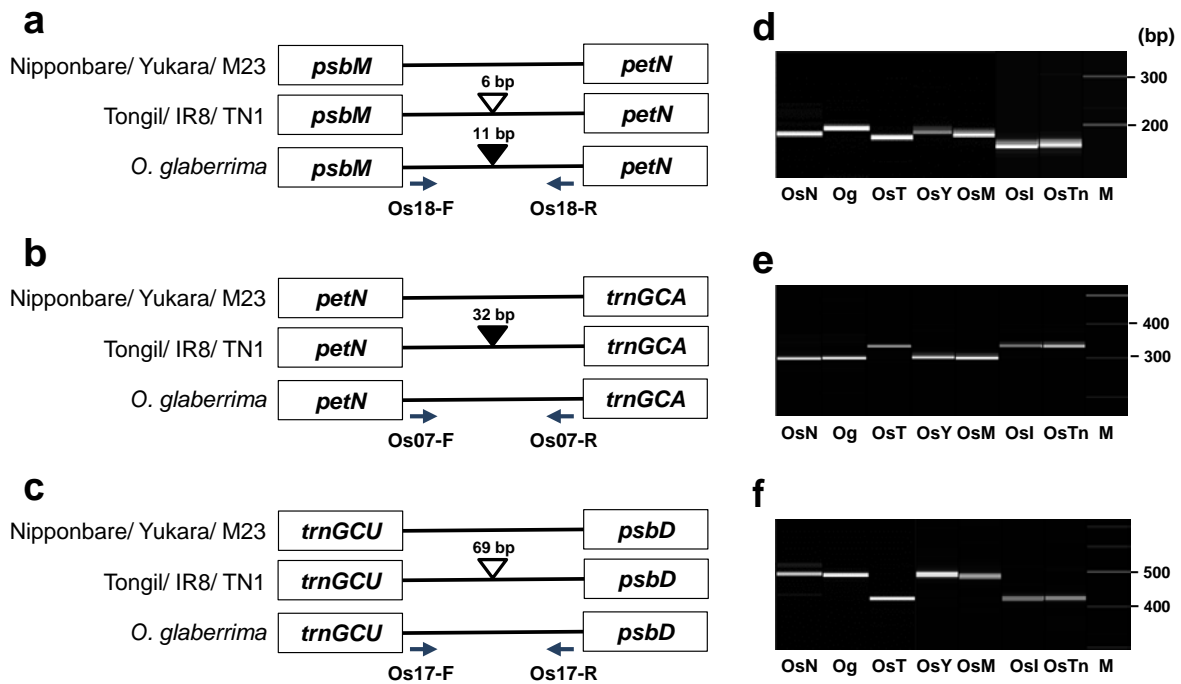 a
Nipponbare/ Yukara/ M23 psbM petN
6 bp
Tongil/ IR8/ TN1 psbM petN
11 bp
O. glaberrima psbM petN
Os18-F Os18-R
b
Nipponbare/ Yukara/ M23 petN trnGCA
32 bp
Tongil/ IR8/ TN1 petN trnGCA
O. glaberrima petN trnGCA
Os07-F Os07-R
c
Nipponbare/ Yukara/ M23 trnGCU psbD
69 bp
Tongil/ IR8/ TN1 trnGCU psbD
O. glaberrima trnGCU psbD
Os17-F Os17-R
d
(bp)
300
200
OsN Og OsT OsY OsM OsI OsTn M
e
400
300
OsN Og OsT OsY OsM OsI OsTn M
f
500
400
OsN Og OsT OsY OsM OsI OsTn M